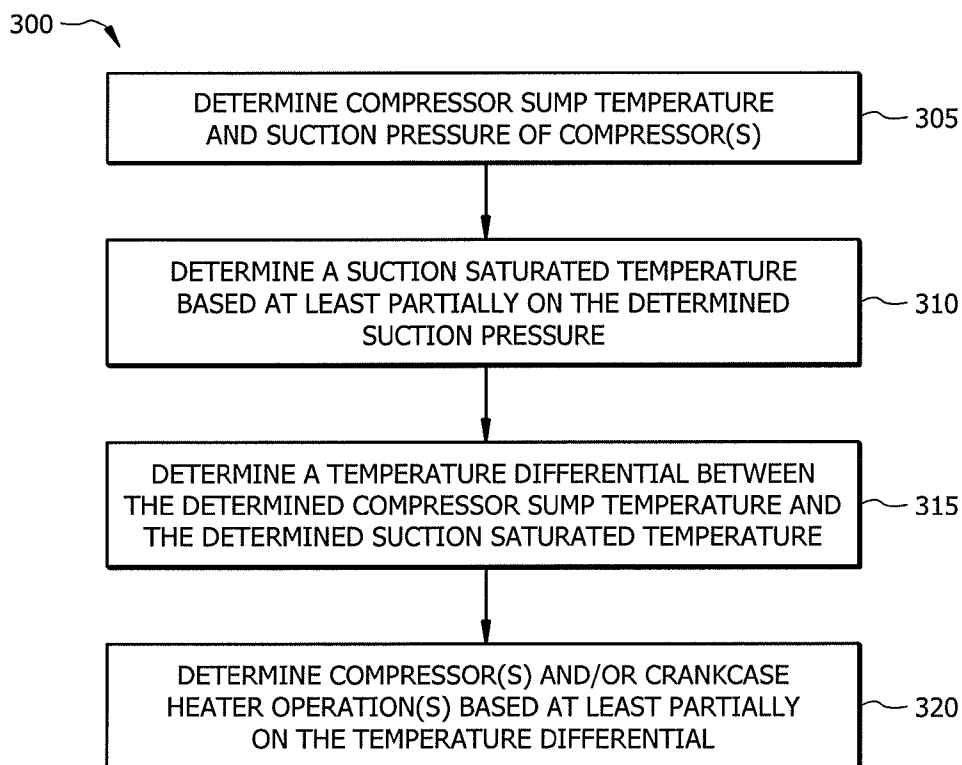 300
DETERMINE COMPRESSOR SUMP TEMPERATURE
AND SUCTION PRESSURE OF COMPRESSOR(S)
305
DETERMINE A SUCTION SATURATED TEMPERATURE
BASED AT LEAST PARTIALLY ON THE DETERMINED
SUCTION PRESSURE
310
DETERMINE A TEMPERATURE DIFFERENTIAL BETWEEN
THE DETERMINED COMPRESSOR SUMP TEMPERATURE AND
THE DETERMINED SUCTION SATURATED TEMPERATURE
315
DETERMINE COMPRESSOR(S) AND/OR CRANKCASE
HEATER OPERATION(S) BASED AT LEAST PARTIALLY
ON THE TEMPERATURE DIFFERENTIAL
320